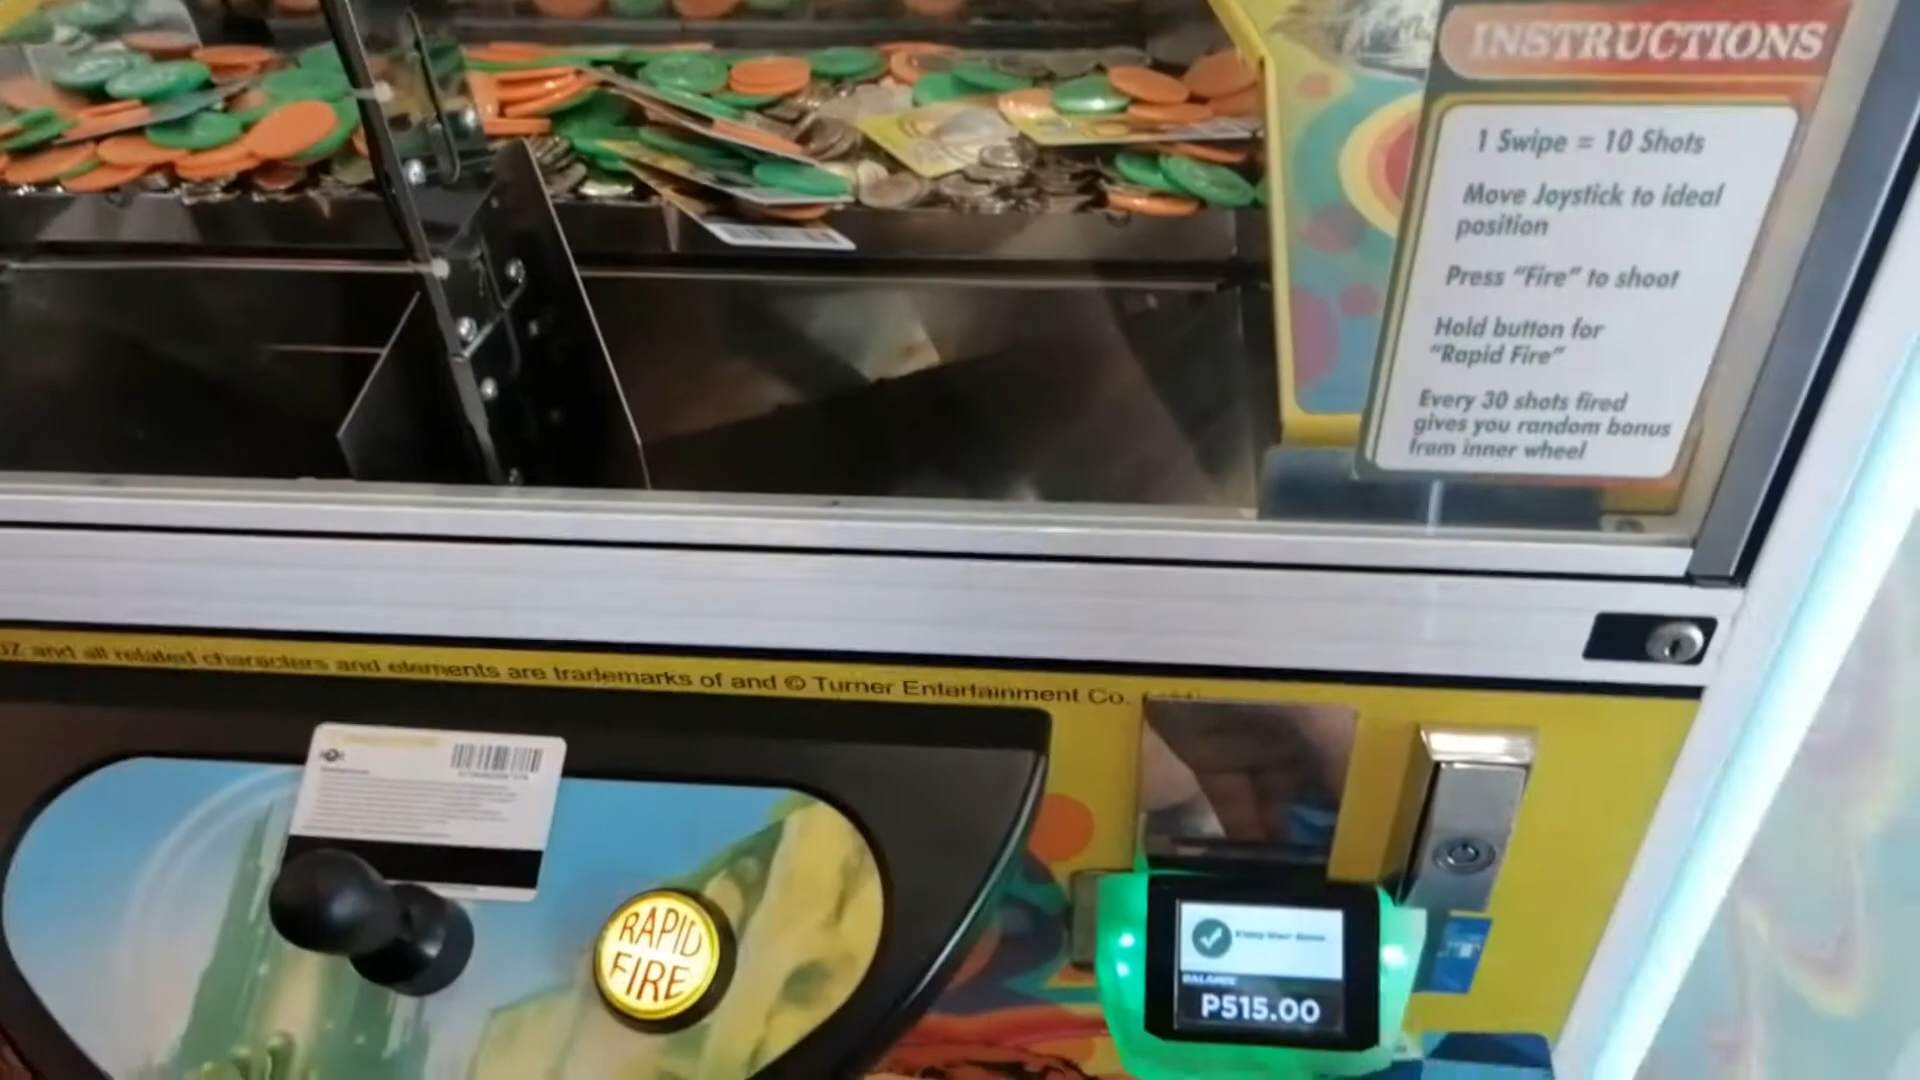 INSTRUCTIONS
1 Swipe = 10 Shots
Move Joystick to ideal
position
Press "Fire" to shoot
Hold button for
"Rapid Fire"
Every 30 shots fired
gives you random bonus
from inner wheel
OZ and all related characters and elements are trademarks of and © Turner Entertainment Co.
RAPID
FIRE
BALANCE
P515.00